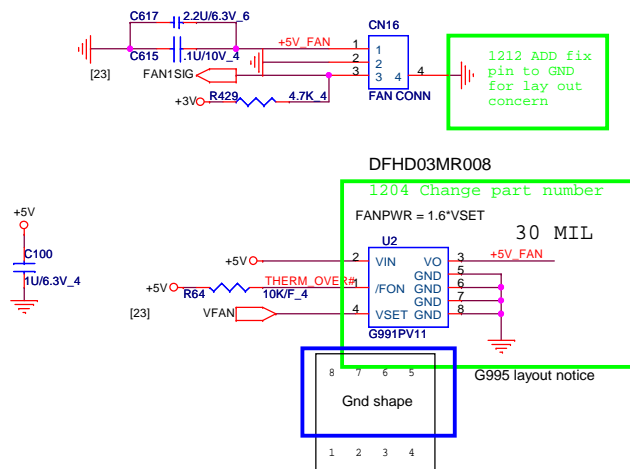 C617
2.2U/6.3V_6
C615
.1U/10V_4
+5V_FAN
CN16
1
2
3
1
2
3
4
4
FAN CONN
[23]
FAN1SIG
+3V
R429
4.7K_4
1212 ADD fix
pin to GND
for lay out
concern
DFHD03MR008
1204 Change part number
FANPWR = 1.6*VSET
30 MIL
+5V
C100
1U/6.3V_4
U2
+5V
2
VIN
VO
3
+5V_FAN
GND
5
+5V
R64
10K/F_4
THERM_OVER#
1
/FON
GND
6
GND
7
[23]
VFAN
4
VSET
GND
8
G991PV11
G995 layout notice
8 7 6 5
Gnd shape
1 2 3 4